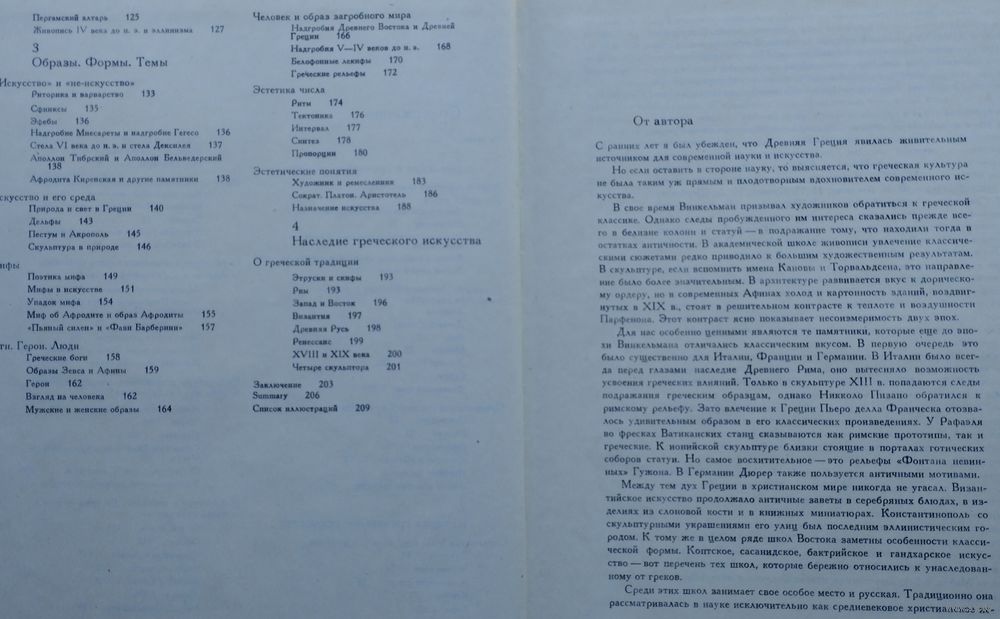 Пергамский алтарь 125
Живопись IV века до н. э. и эллинизма 127
3
Образы. Формы. Темы
Искусство» и «не-искусство»
Риторика и варварство 133
Сфинксы 135
Эфебы 136
Надгробие Мнесареты и надгробие Гегесо 136
Стела VI века до н. э. и стела Дексилея 137
Аполлон Тибрский и Аполлон Бельведерский
138
Афродита Киренская и другие памятники 138
скусство и его среда
Природа и свет в Греции 140
Дельфы 143
Пестум и Акрополь 145
Скульптура в природе 146
ифы
Поэтика мифа 149
Мифы в искусстве 151
Упадок мифа 154
Миф об Афродите и образ Афродиты 155
«Пьяный силен» и «Фавн Барберини» 157
ги. Герои. Люди
Греческие боги 158
Образы Зевса и Афины 159
Герои 162
Взгляд на человека 162
Мужские и женские образы 164
Человек и образ загробного мира
Надгробия Древнего Востока и Древней
Греции 166
Надгробия V—IV веков до н. э. 168
Белофонные лекифы 170
Греческие рельефы 172
Эстетика числа
Ритм 174
Тектоника 176
Интервал 177
Синтез 178
Пропорции 180
Эстетические понятия
Художник и ремесленник 183
Сократ. Платон. Аристотель 186
Назначение искусства 188
4
Наследие греческого искусства
О греческой традиции
Этруски и скифы 193
Рим 193
Запад и Восток 196
Византия 197
Древняя Русь 198
Ренессанс 199
XVIII и XIX века 200
Четыре скульптора 201
Заключение 203
Summary 206
Список иллюстраций 209
От автора
С ранних лет я был убежден, что Древняя Греция явилась живительным
источником для современной науки и искусства.
Но если оставить в стороне науку, то выясняется, что греческая культура
не была таким уж прямым и плодотворным вдохновителем современного ис-
кусства.
В свое время Винкельман призывал художников обратиться к греческой
классике. Однако следы пробужденного им интереса сказались прежде все-
го в белизне колонн и статуй — в подражание тому, что находили тогда в
остатках античности. В академической школе живописи увлечение классиче-
скими сюжетами редко приводило к большим художественным результатам.
В скульптуре, если вспомнить имена Кановы и Торвальдсена, это направле-
ние было более значительным. В архитектуре развивается вкус к дорическо-
му ордеру, но в современных Афинах холод и картонность зданий, воздвиг-
нутых в XIX в., стоят в решительном контрасте к теплоте и воздушности
Парфенона. Этот контраст ясно показывает несоизмеримость двух эпох.
Для нас особенно ценными являются те памятники, которые еще до эпо-
хи Винкельмана отличались классическим вкусом. В первую очередь это
было существенно для Италии, Франции и Германии. В Италии было всег-
да перед глазами наследие Древнего Рима, оно вытесняло возможность
усвоения греческих влияний. Только в скульптуре XIII в. попадаются следы
подражания греческим образцам, однако Никколо Пизано обратился к
римскому рельефу. Зато влечение к Греции Пьеро делла Франческа отозва-
лось удивительным образом в его классических произведениях. У Рафаэля
во фресках Ватиканских станц сказываются как римские прототипы, так и
греческие. К ионийской скульптуре близки стоящие в порталах готических
соборов статуи. Но самое восхитительное — это рельефы «Фонтана невин-
ных» Гужона. В Германии Дюрер также пользуется античными мотивами.
Между тем дух Греции в христианском мире никогда не угасал. Визан-
тийское искусство продолжало античные заветы в серебряных блюдах, в из-
делиях из слоновой кости и в книжных миниатюрах. Константинополь со
скульптурными украшениями его улиц был последним эллинистическим го-
родом. К тому же в целом ряде школ Востока заметны особенности класси-
ческой формы. Коптское, сасанидское, бактрийское и гандхарское искус-
ство — вот перечень тех школ, которые бережно относились к унаследован-
ному от греков.
Среди этих школ занимает свое особое место и русская. Традиционно она
рассматривалась в науке исключительно как средневековое